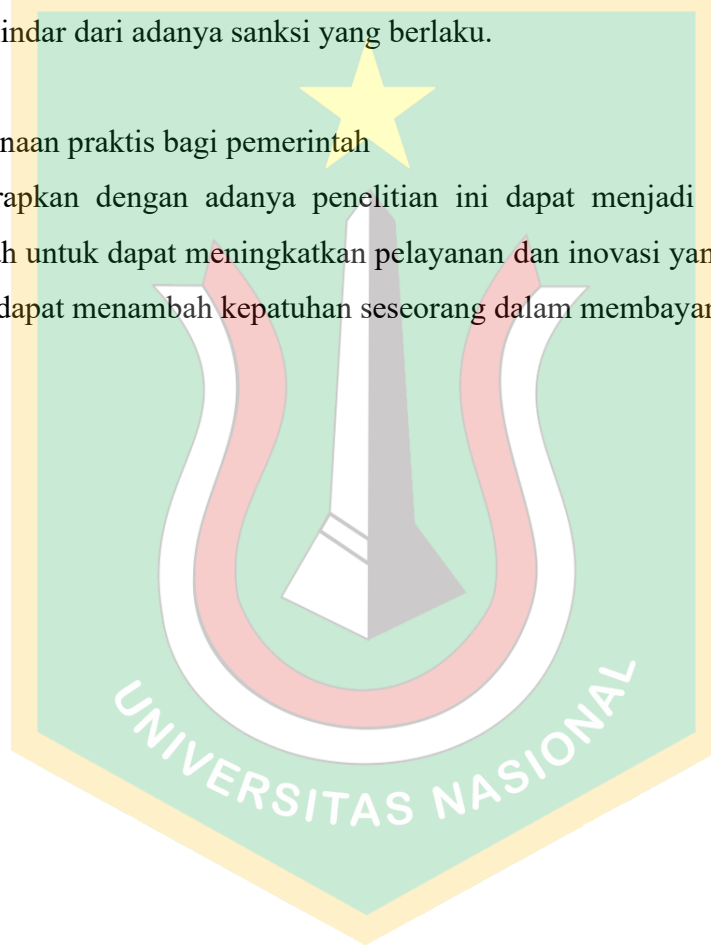 indar dari adanya sanksi yang berlaku.
naan praktis bagi pemerintah
rapkan dengan adanya penelitian ini dapat menjadi
h untuk dapat meningkatkan pelayanan dan inovasi yan
dapat menambah kepatuhan seseorang dalam membayar
UNIVERSITAS NASIONAL